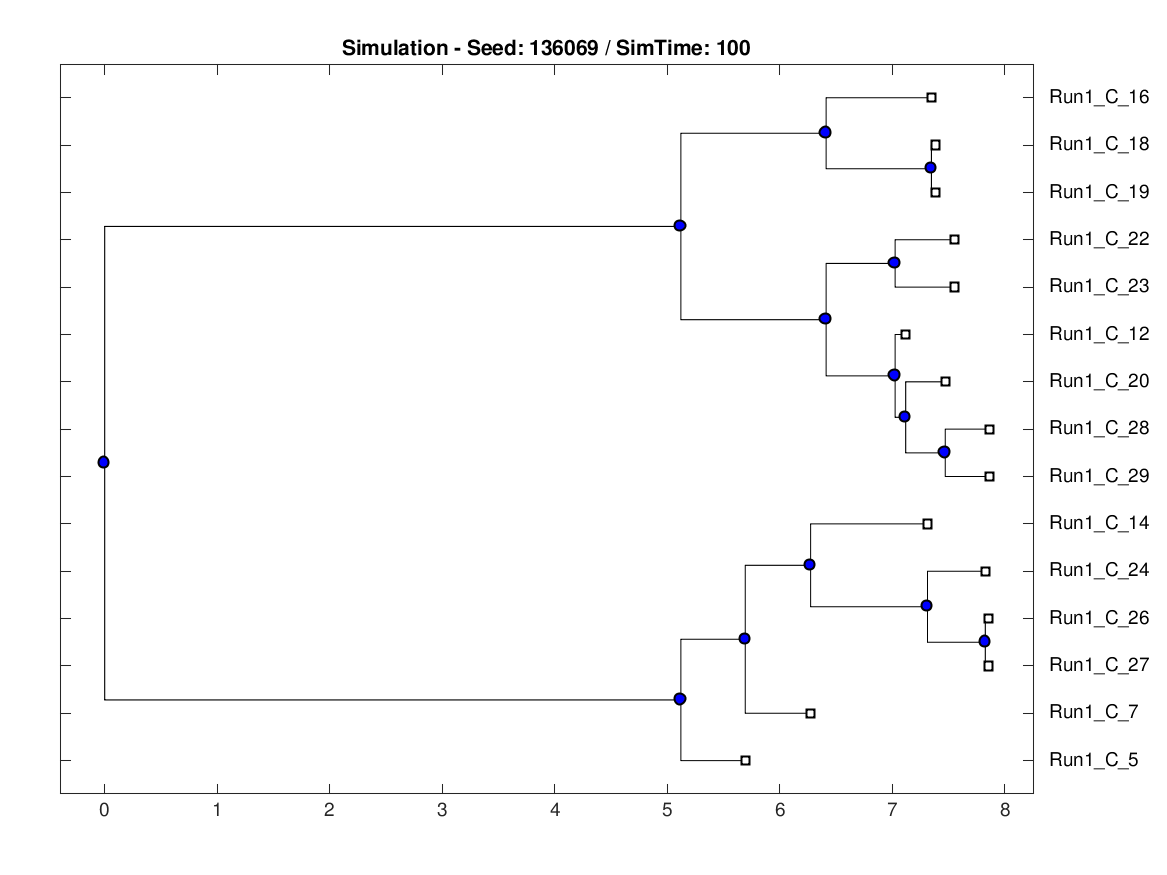 Simulation - Seed: 136069 / SimTime: 100
Run1_C_16
Run1_C_18
Run1_C_19
Run1_C_22
Run1_C_23
Run1_C_12
Run1_C_20
Run1_C_28
Run1_C_29
Run1_C_14
Run1_C_24
Run1_C_26
Run1_C_27
Run1_C_7
Run1_C_5
0 1 2 3 4 5 6 7 8